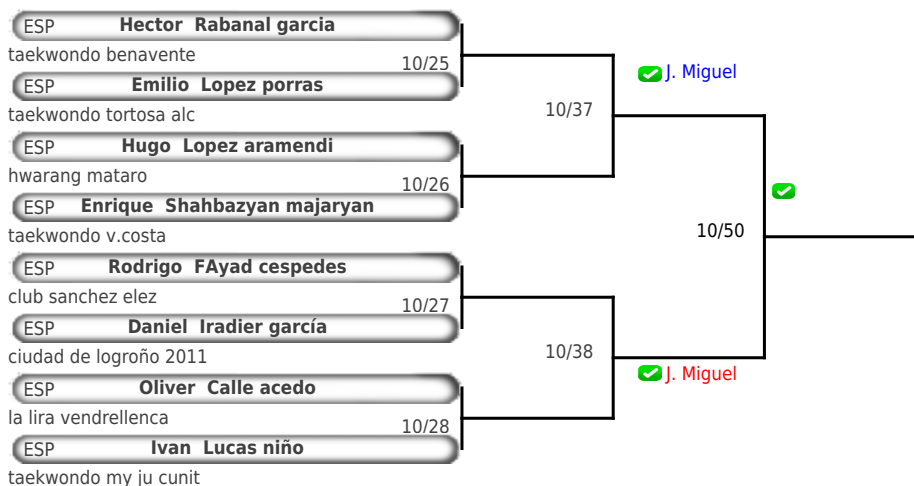 ESP Hector Rabanal garcia
taekwondo benavente
10/25
ESP Emilio Lopez porras
taekwondo tortosa alc
10/37
J. Miguel
ESP Hugo Lopez aramendi
hwarang mataro
10/26
ESP Enrique Shahbazyan majaryan
taekwondo v.costa
10/50
ESP Rodrigo FAyad cespedes
club sanchez elez
10/27
ESP Daniel Iradier garcía
ciudad de logroño 2011
10/38
J. Miguel
ESP Oliver Calle acedo
la lira vendrellenca
10/28
ESP Ivan Lucas niño
taekwondo my ju cunit